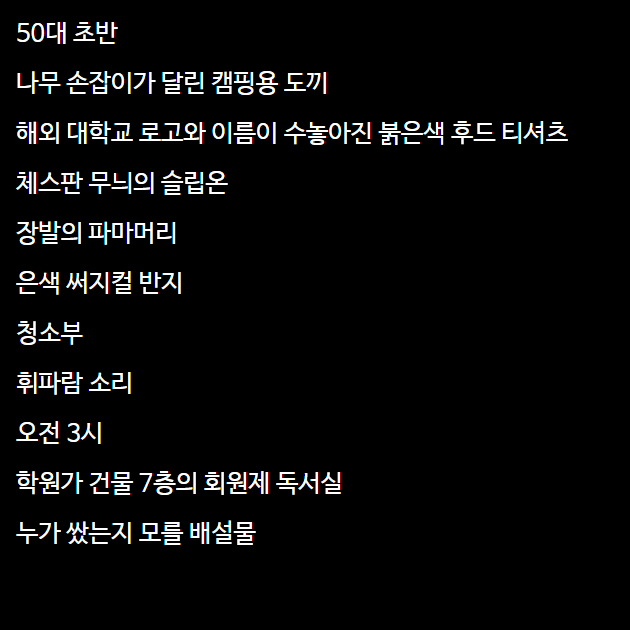 50대 초반
나무 손잡이가 달린 캠핑용 도끼
해외 대학교 로고와 이름이 수놓아진 붉은색 후드 티셔츠
체스판 무늬의 슬립온
장발의 파마머리
은색 써지컬 반지
청소부
휘파람 소리
오전 3시
학원가 건물 7층의 회원제 독서실
누가 쌌는지 모를 배설물